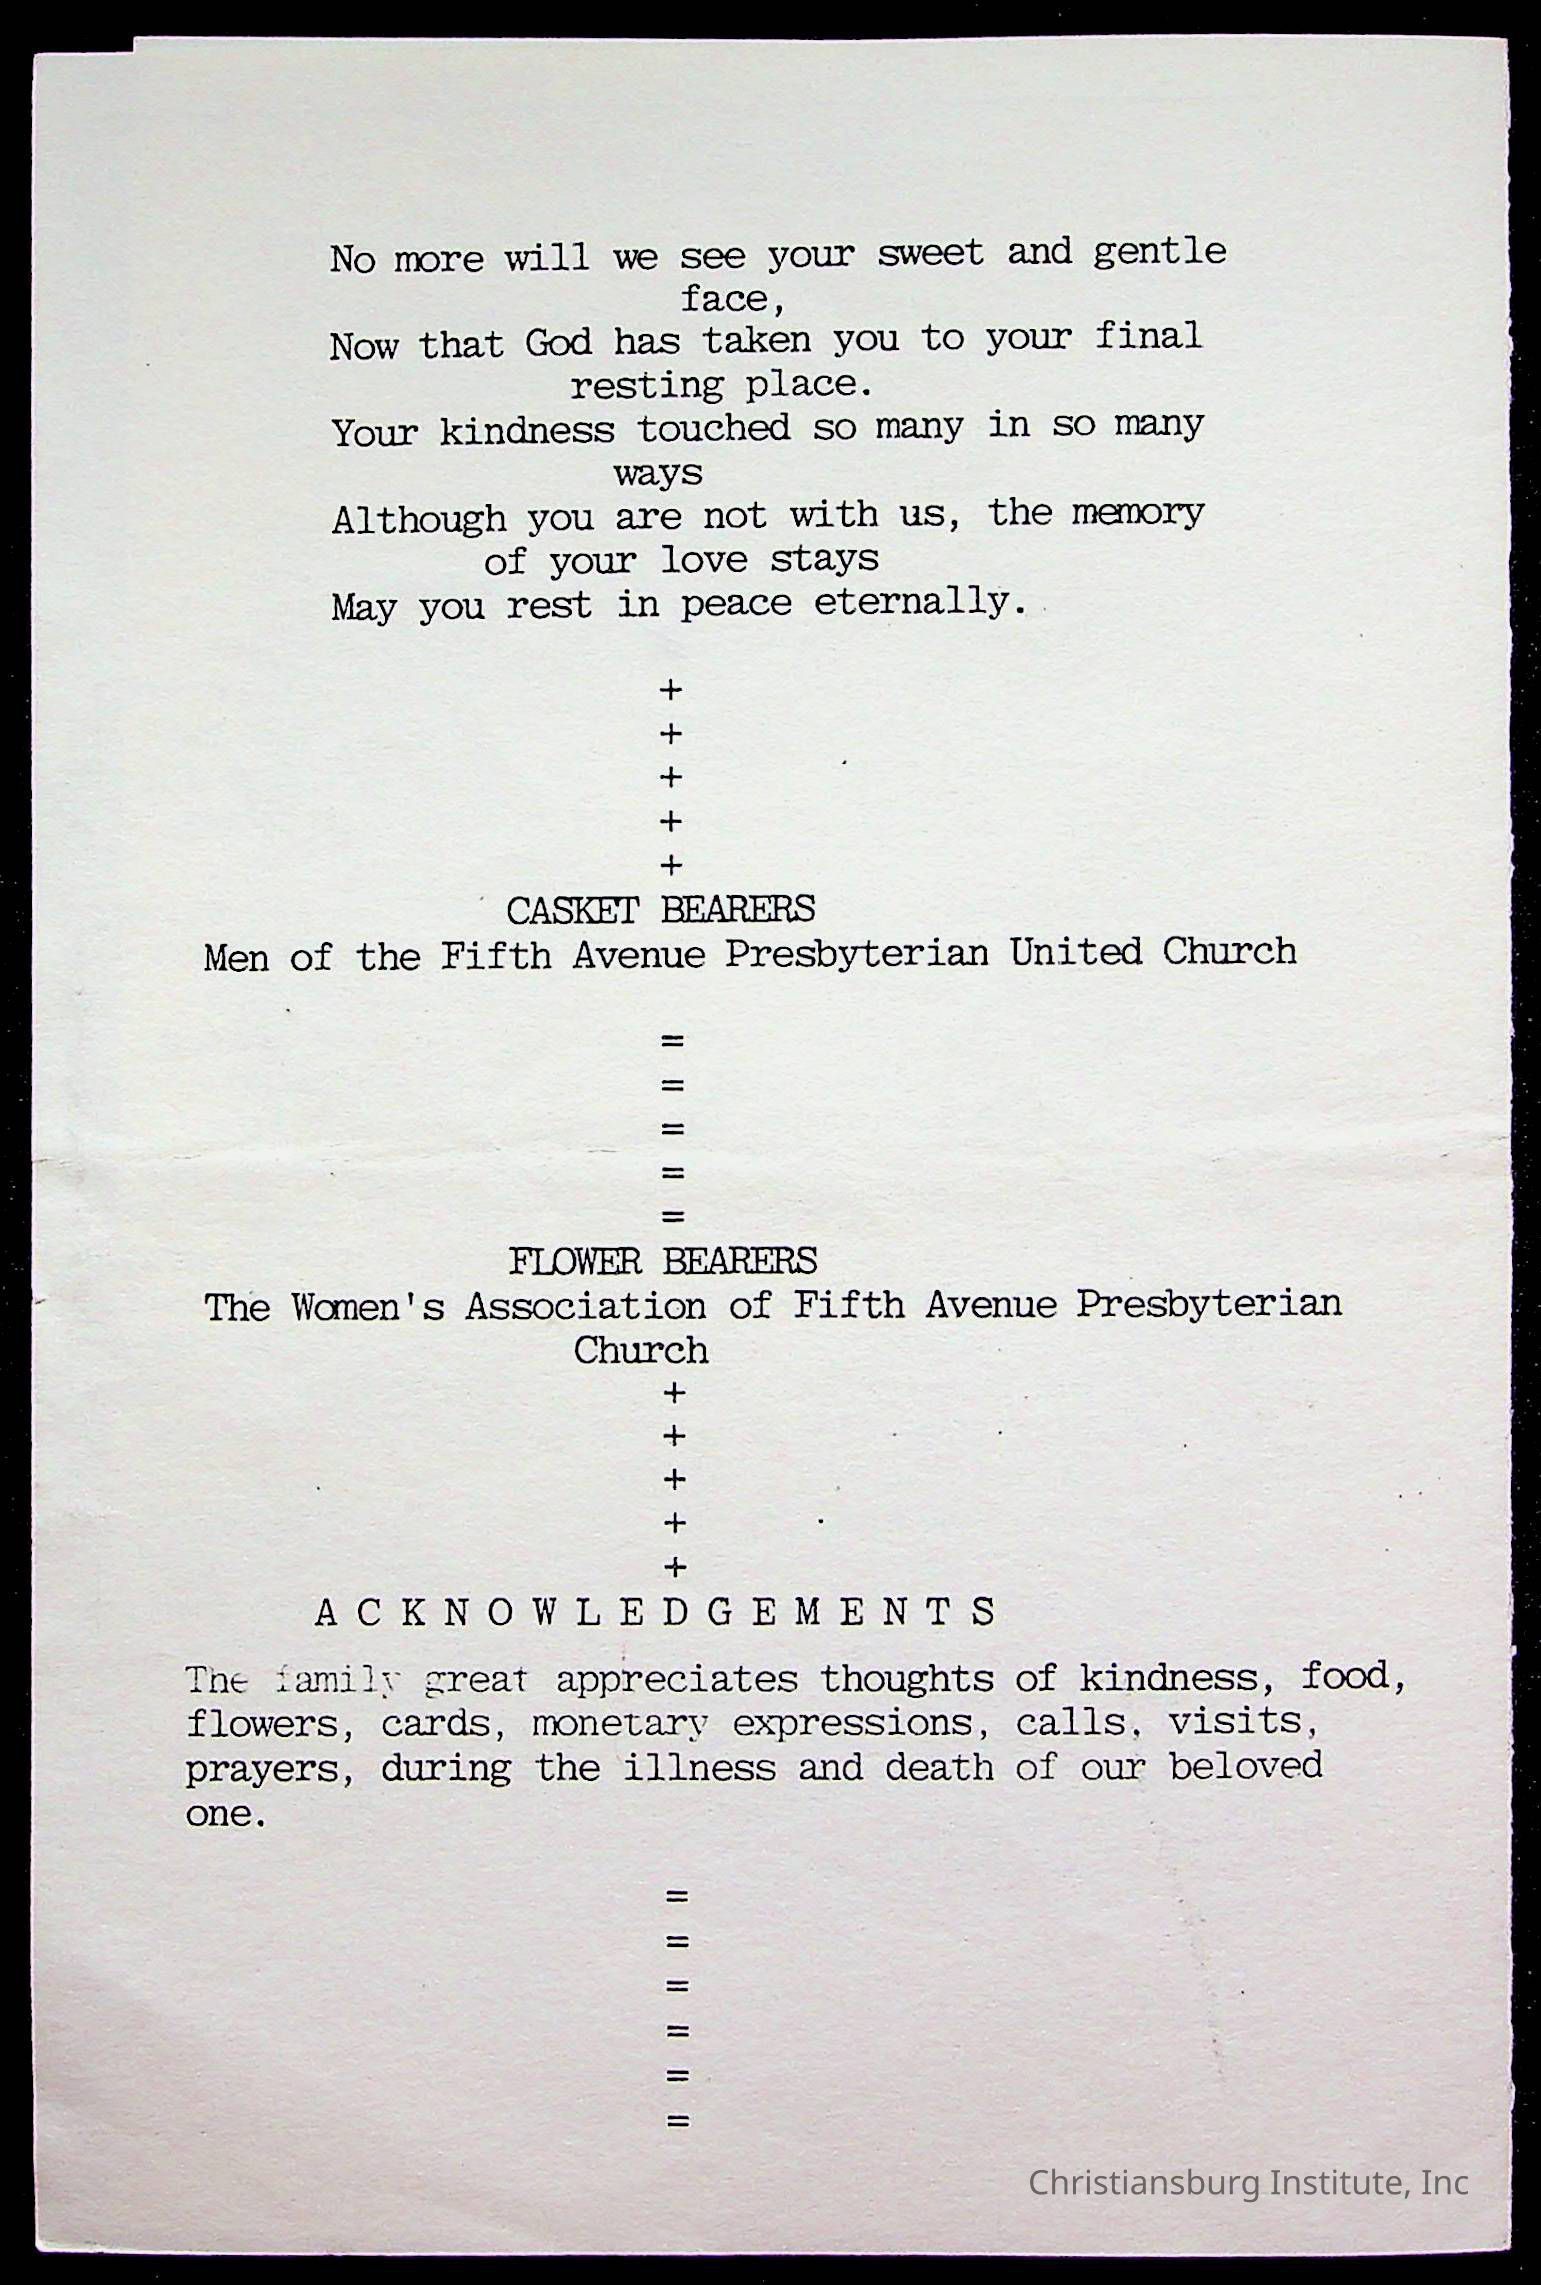 No more will we see your sweet and gentle
face,
Now that God has taken you to your final
resting place.
Your kindness touched so many in so many
ways
Although you are not with us, the memory
of your love stays
May you rest in peace eternally.
+
+
+
+
+
CASKET BEARERS
Men of the Fifth Avenue Presbyterian United Church
=
=
=
=
=
FLOWER BEARERS
The Women's Association of Fifth Avenue Presbyterian
Church
+
+
+
+
+
A C K N O W L E D G E M E N T S
The family great appreciates thoughts of kindness, food,
flowers, cards, monetary expressions, calls, visits,
prayers, during the illness and death of our beloved
one.
=
=
=
=
=
=
Christiansburg Institute, Inc